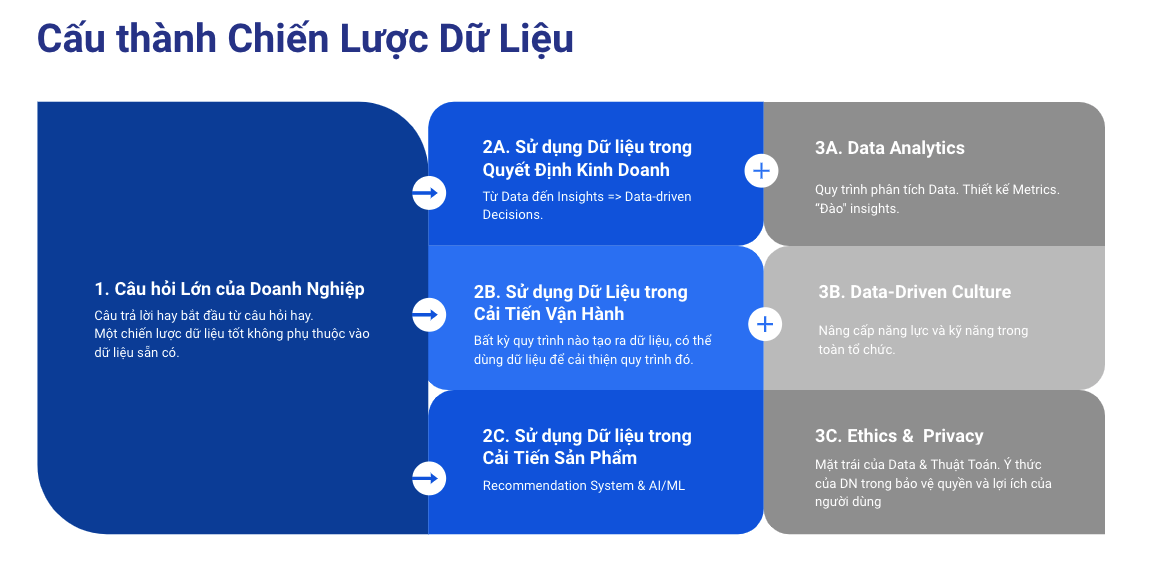 Cấu thành Chiến Lược Dữ Liệu
1. Câu hỏi Lớn của Doanh Nghiệp
Câu trả lời hay bắt đầu từ câu hỏi hay.
Một chiến lược dữ liệu tốt không phụ thuộc vào
dữ liệu sẵn có.
2A. Sử dụng Dữ liệu trong
Quyết Định Kinh Doanh
Từ Data đến Insights => Data-driven
Decisions.
3A. Data Analytics
Quy trình phân tích Data. Thiết kế Metrics.
"Đào" insights.
2B. Sử dụng Dữ Liệu trong
Cải Tiến Vận Hành
Bất kỳ quy trình nào tạo ra dữ liệu, có thể
dùng dữ liệu để cải thiện quy trình đó.
3B. Data-Driven Culture
Nâng cấp năng lực và kỹ năng trong
toàn tổ chức.
2C. Sử dụng Dữ liệu trong
Cải Tiến Sản Phẩm
Recommendation System & AI/ML
3C. Ethics &  Privacy
Mặt trái của Data & Thuật Toán. Ý thức
của DN trong bảo vệ quyền và lợi ích của
người dùng